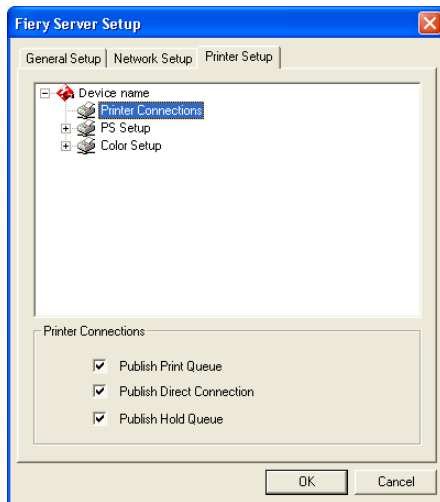 Fiery Server Setup
General Setup Network Setup Printer Setup
Device name
Printer Connections
PS Setup
Color Setup
Printer Connections
Publish Print Queue
Publish Direct Connection
Publish Hold Queue
OK Cancel